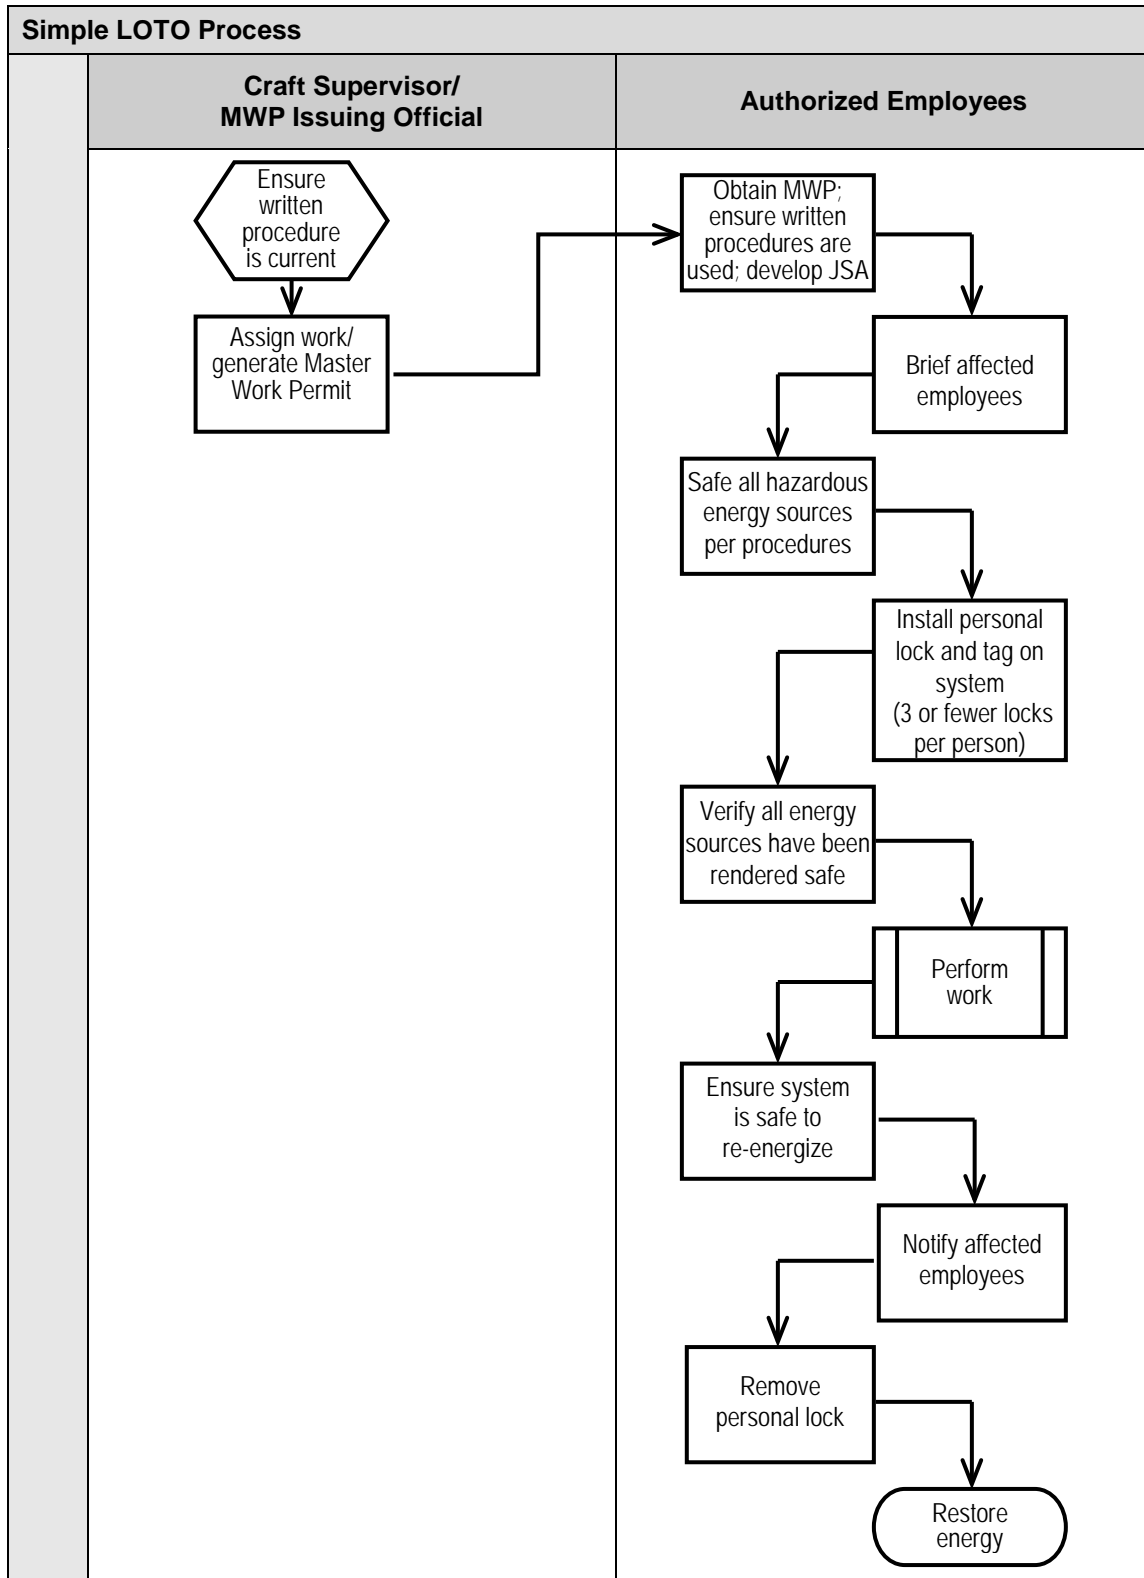 Simple LOTO Process
Craft Supervisor/
MWP Issuing Official
Authorized Employees
Ensure
written
procedure
is current
Assign work/
generate Master
Work Permit
Obtain MWP;
ensure written
procedures are
used; develop JSA
Brief affected
employees
Safe all hazardous
energy sources
per procedures
Install personal
lock and tag on
system
(3 or fewer locks
per person)
Verify all energy
sources have been
rendered safe
Perform
work
Ensure system
is safe to
re-energize
Notify affected
employees
Remove
personal lock
Restore
energy